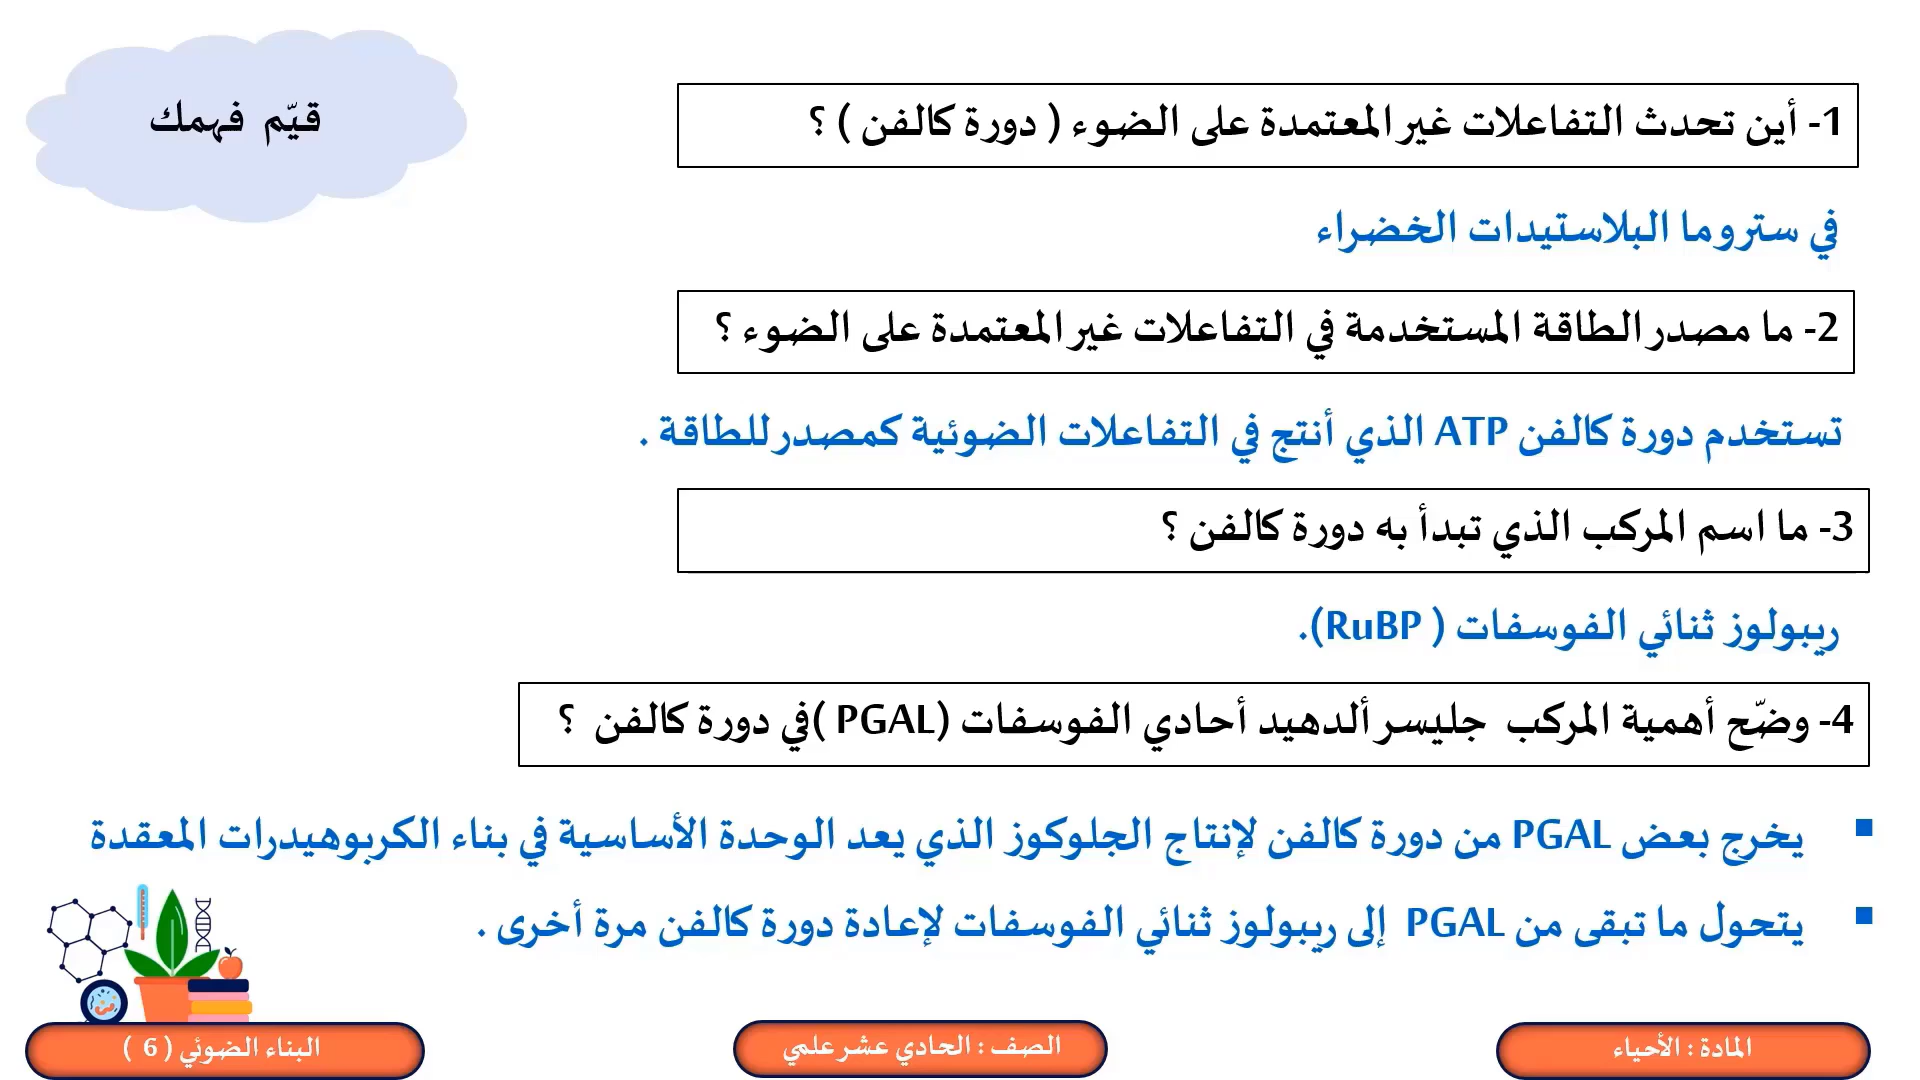 قيّم فهمك
1- أين تحدث التفاعلات غير المعتمدة على الضوء ( دورة كالفن ) ؟
في ستروما البلاستيدات الخضراء
2- ما مصدر الطاقة المستخدمة في التفاعلات غير المعتمدة على الضوء ؟
تستخدم دورة كالفن ATP الذي أنتج في التفاعلات الضوئية كمصدر للطاقة .
3- ما اسم المركب الذي تبدأ به دورة كالفن ؟
ريبولوز ثنائي الفوسفات ( RuBP).
4- وضّح أهمية المركب جليسر ألدهيد أحادي الفوسفات (PGAL )في دورة كالفن ؟
▪ يخرج بعض PGAL من دورة كالفن لإنتاج الجلوكوز الذي يعد الوحدة الأساسية في بناء الكربوهيدرات المعقدة
▪ يتحول ما تبقى من PGAL إلى ريبولوز ثنائي الفوسفات لإعادة دورة كالفن مرة أخرى .
المادة : الأحياء
الصف : الحادي عشر علمي
البناء الضوئي ( 6 )